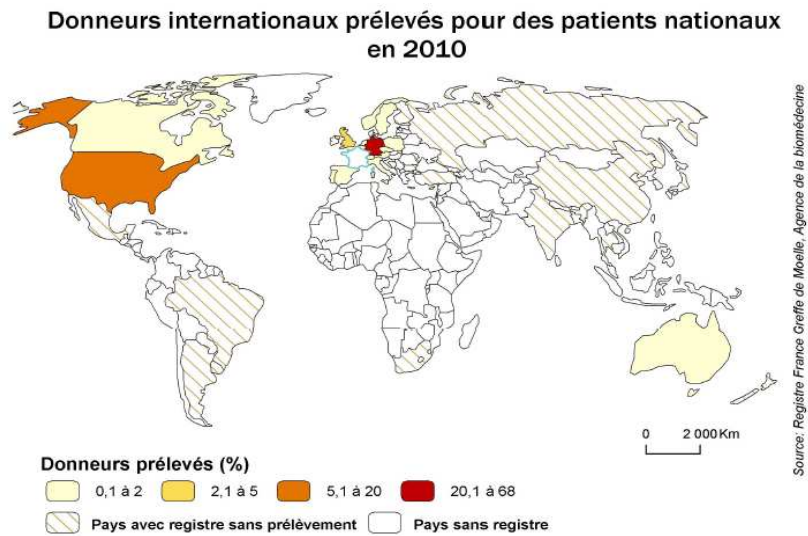 Donneurs internationaux prélevés pour des patients nationaux
en 2010
Source: Registre France Greffe de Moelle, Agence de la biomédecine
0 2 000 Km
Donneurs prélevés (%)
0,1 à 2 2,1 à 5 5,1 à 20 20,1 à 68
Pays avec registre sans prélèvement Pays sans registre